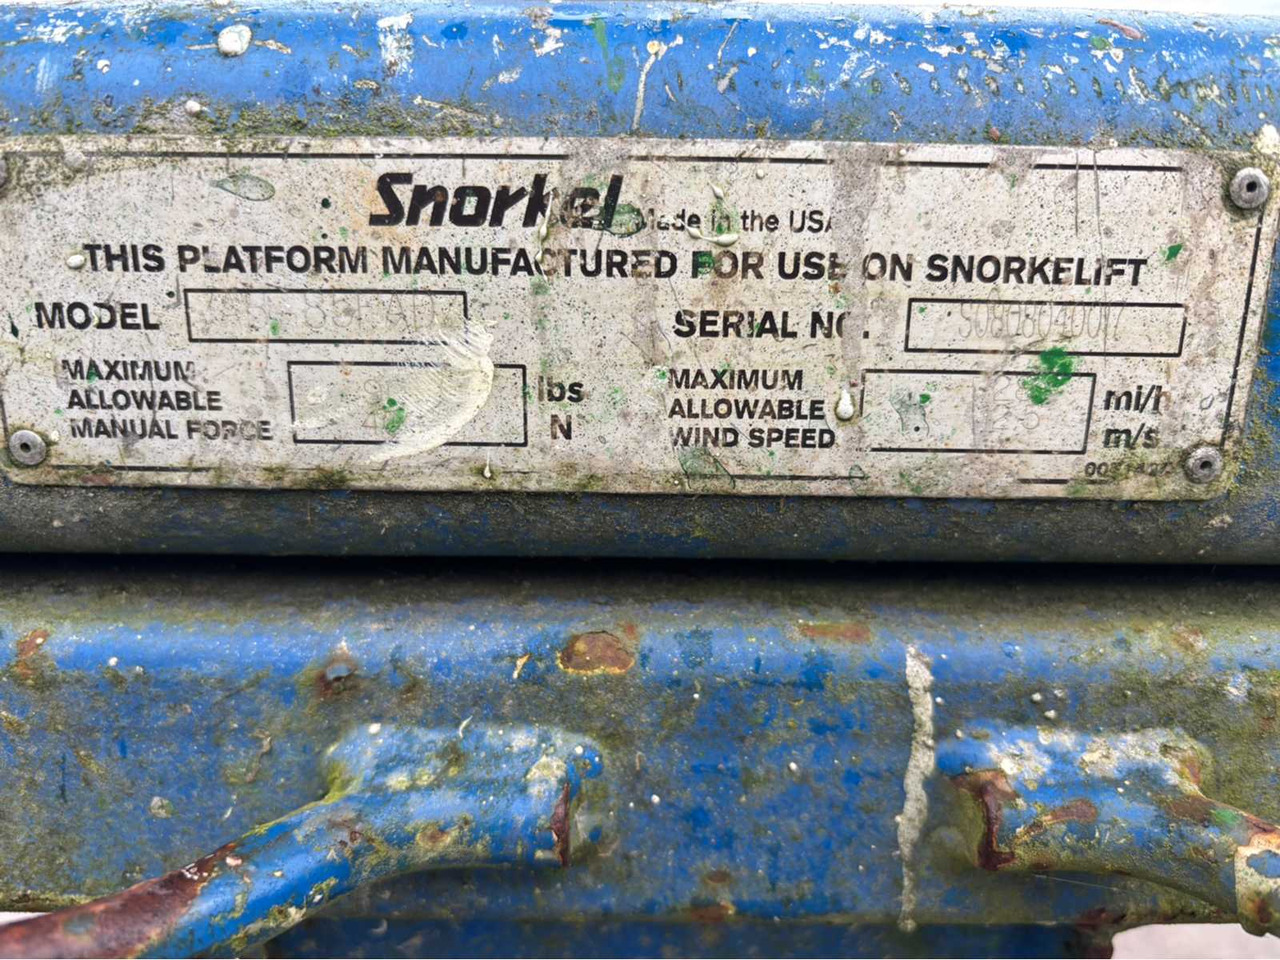 Snorkel Made in the USA
THIS PLATFORM MANUFACTURED FOR USE ON SNORKELIFT
MODEL SERIAL NO.
MAXIMUM ALLOWABLE MANUAL FORCE lbs N
MAXIMUM ALLOWABLE WIND SPEED mi/h m/s